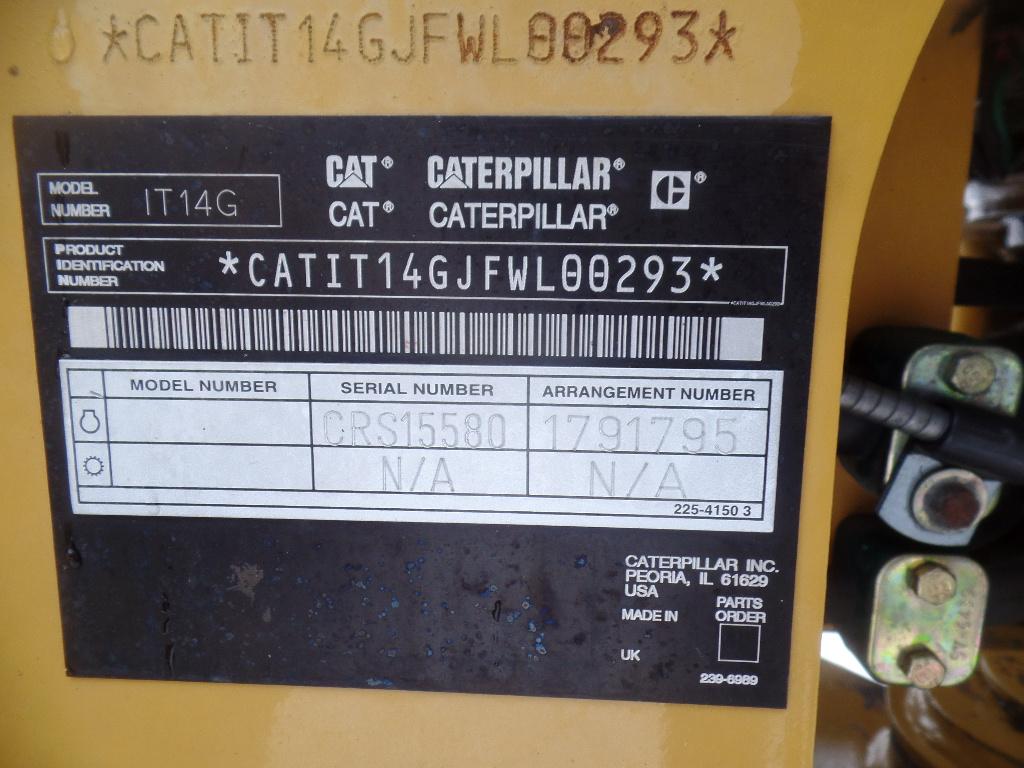 *CATIT14GJFWL00293*
CAT® CATERPILLAR® ®
CAT® CATERPILLAR®
MODEL NUMBER IT14G
PRODUCT IDENTIFICATION NUMBER *CATIT14GJFWL00293*
*CATIT14GJFWL00293*
MODEL NUMBER SERIAL NUMBER ARRANGEMENT NUMBER
CRS15580 1791795
N/A N/A
225-4150 3
CATERPILLAR INC.
PEORIA, IL 61629
USA
MADE IN PARTS ORDER
UK
239-6989